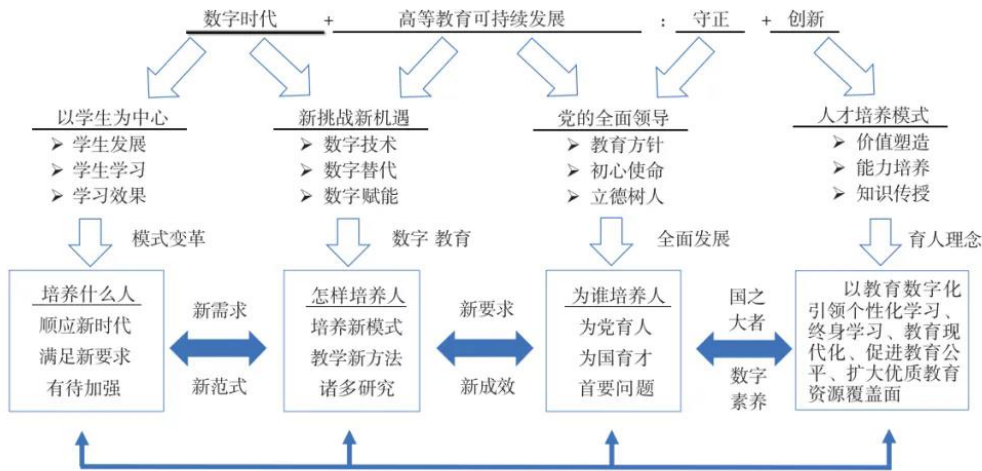 数字时代 + 高等教育可持续发展 : 守正 + 创新
以学生为中心
➢ 学生发展
➢ 学生学习
➢ 学习效果
新挑战新机遇
➢ 数字技术
➢ 数字替代
➢ 数字赋能
党的全面领导
➢ 教育方针
➢ 初心使命
➢ 立德树人
人才培养模式
➢ 价值塑造
➢ 能力培养
➢ 知识传授
模式变革
数字 教育
全面发展
育人理念
培养什么人
顺应新时代
满足新要求
有待加强
新需求
新范式
怎样培养人
培养新模式
教学新方法
诸多研究
新要求
新成效
为谁培养人
为党育人
为国育才
首要问题
国之
大者
数字
素养
以教育数字化
引领个性化学习、
终身学习、教育现
代化、促进教育公
平、扩大优质教育
资源覆盖面